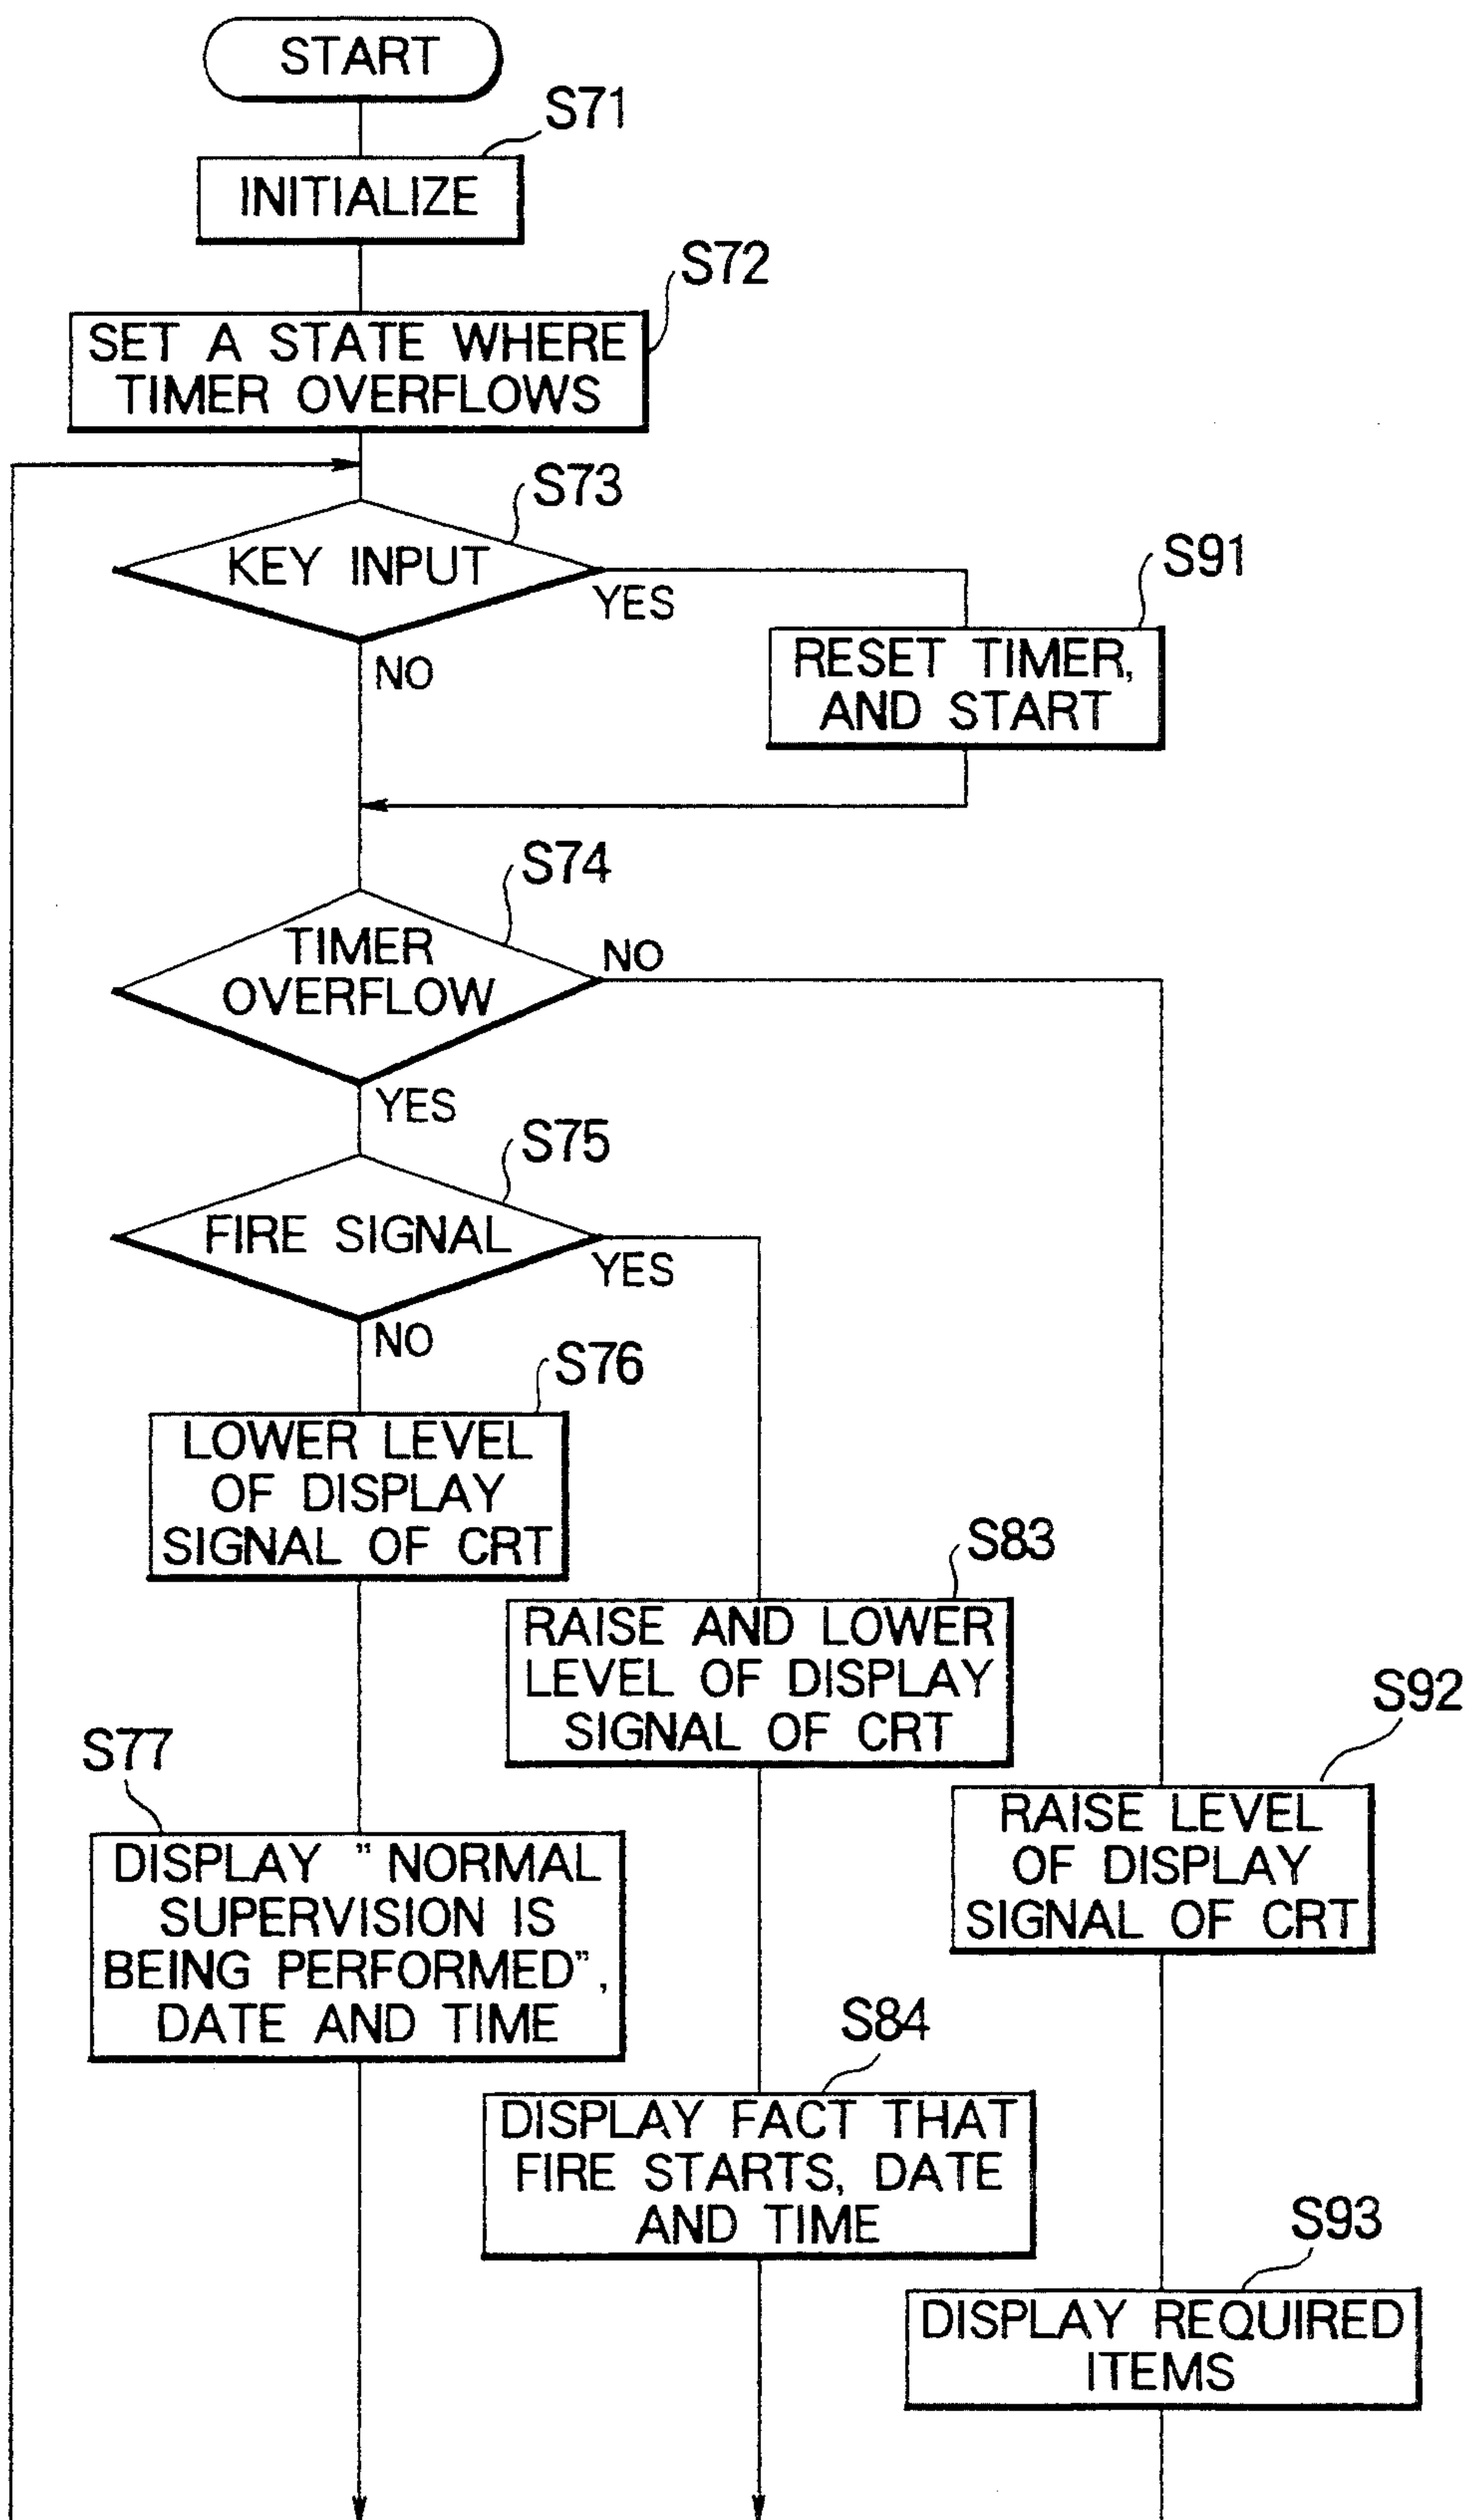 START
S71
INITIALIZE
S72
SET A STATE WHERE
TIMER OVERFLOWS
S73
KEY INPUT
YES
NO
S91
RESET TIMER,
AND START
S74
TIMER
OVERFLOW
NO
YES
S75
FIRE SIGNAL
YES
NO
S76
LOWER LEVEL
OF DISPLAY
SIGNAL OF CRT
S83
RAISE AND LOWER
LEVEL OF DISPLAY
SIGNAL OF CRT
S92
RAISE LEVEL
OF DISPLAY
SIGNAL OF CRT
S77
DISPLAY "NORMAL
SUPERVISION IS
BEING PERFORMED",
DATE AND TIME
S84
DISPLAY FACT THAT
FIRE STARTS, DATE
AND TIME
S93
DISPLAY REQUIRED
ITEMS